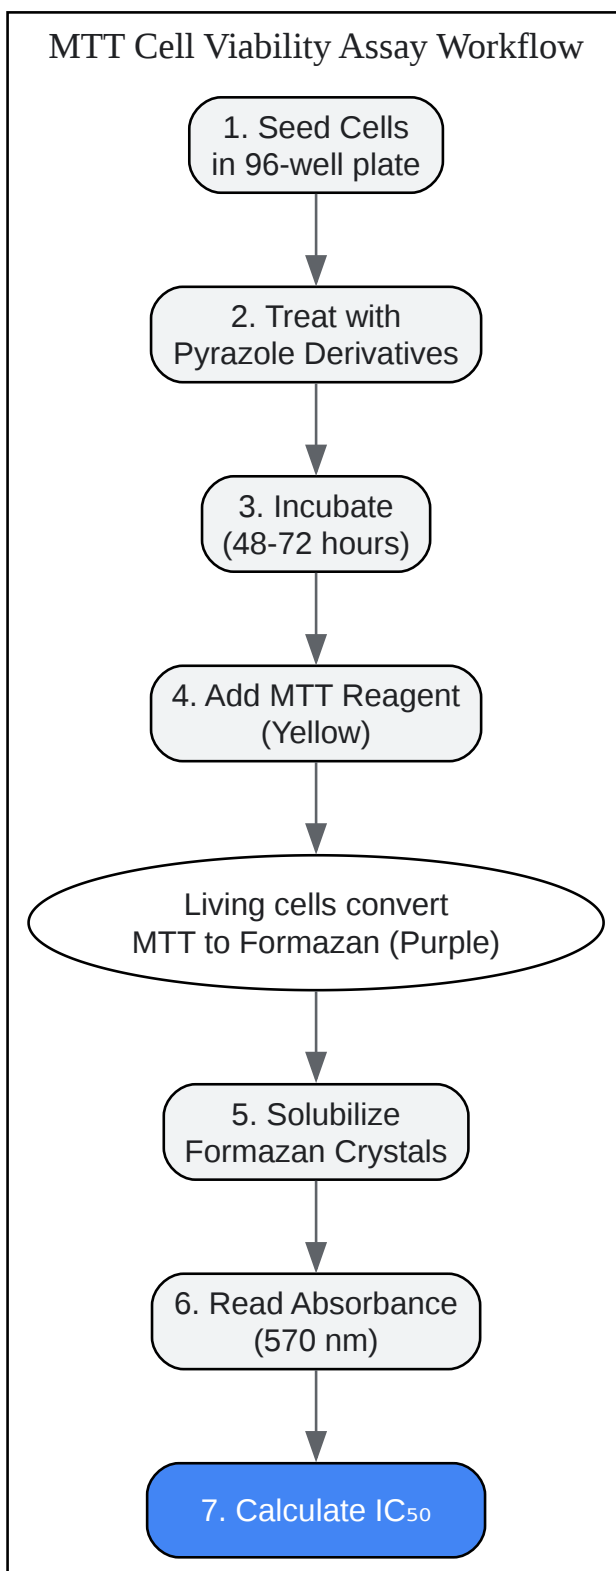 MTT Cell Viability Assay Workflow
1. Seed Cells
in 96-well plate
2. Treat with
Pyrazole Derivatives
3. Incubate
(48-72 hours)
4. Add MTT Reagent
(Yellow)
Living cells convert
MTT to Formazan (Purple)
5. Solubilize
Formazan Crystals
6. Read Absorbance
(570 nm)
7. Calculate IC₅₀